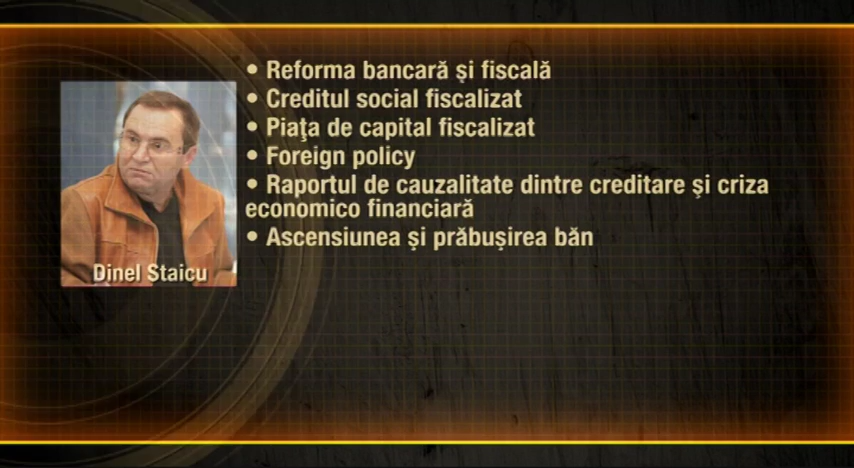 • Reforma bancară şi fiscală
• Creditul social fiscalizat
• Piaţa de capital fiscalizat
• Foreign policy
• Raportul de cauzalitate dintre creditare şi criza
economico financiară
• Ascensiunea şi prăbuşirea băn
Dinel Staicu